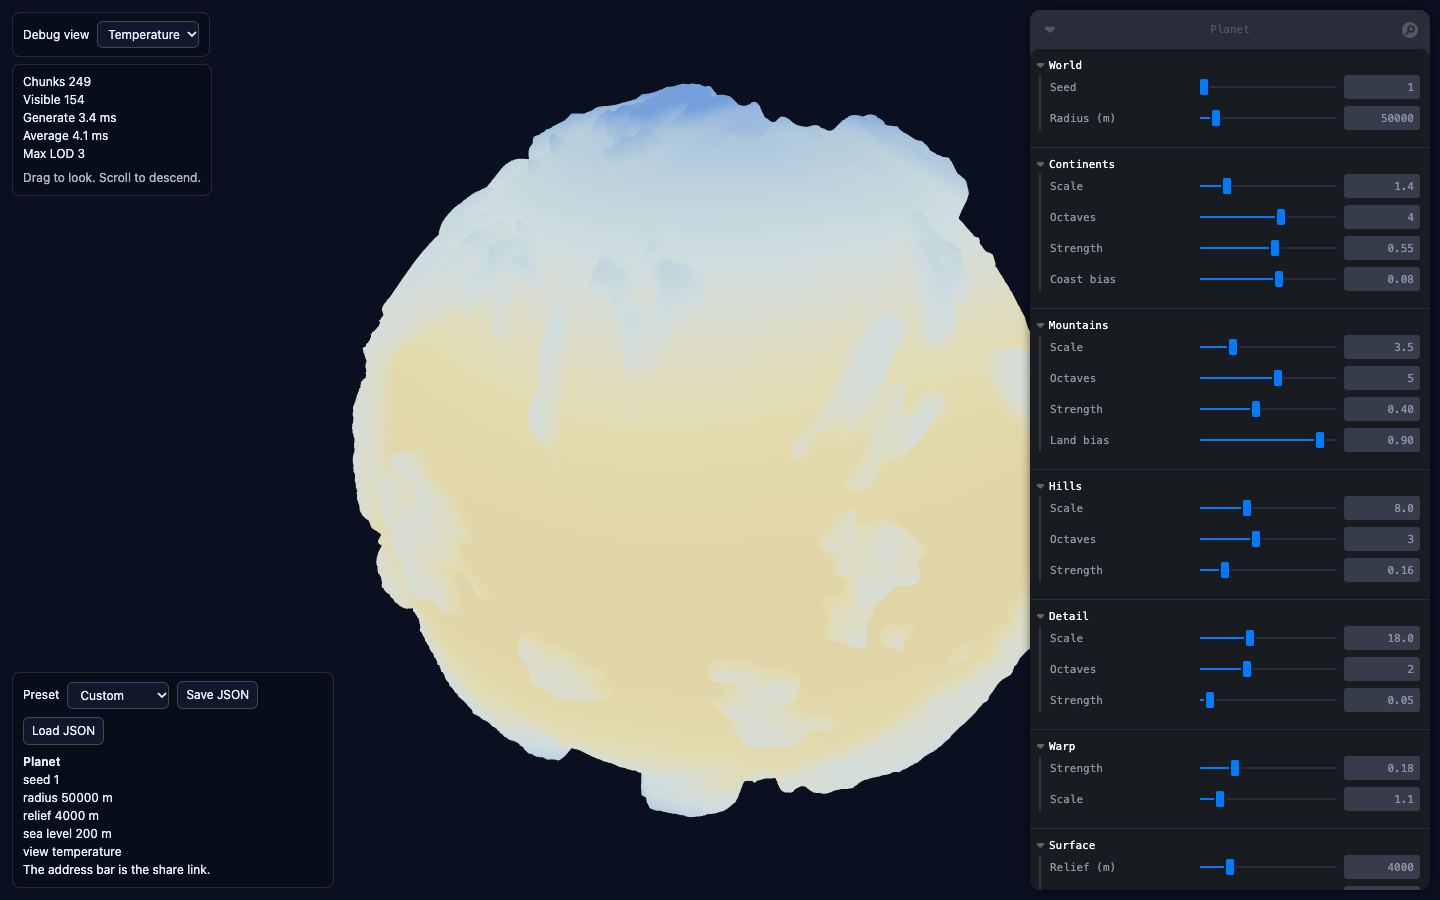 Debug view Temperature
Chunks 249
Visible 154
Generate 3.4 ms
Average 4.1 ms
Max LOD 3
Drag to look. Scroll to descend.
Preset Custom Save JSON
Load JSON
Planet
seed 1
radius 50000 m
relief 4000 m
sea level 200 m
view temperature
The address bar is the share link.
Planet
World
Seed 1
Radius (m) 50000
Continents
Scale 1.4
Octaves 4
Strength 0.55
Coast bias 0.08
Mountains
Scale 3.5
Octaves 5
Strength 0.40
Land bias 0.90
Hills
Scale 8.0
Octaves 3
Strength 0.16
Detail
Scale 18.0
Octaves 2
Strength 0.05
Warp
Strength 0.18
Scale 1.1
Surface
Relief (m) 4000